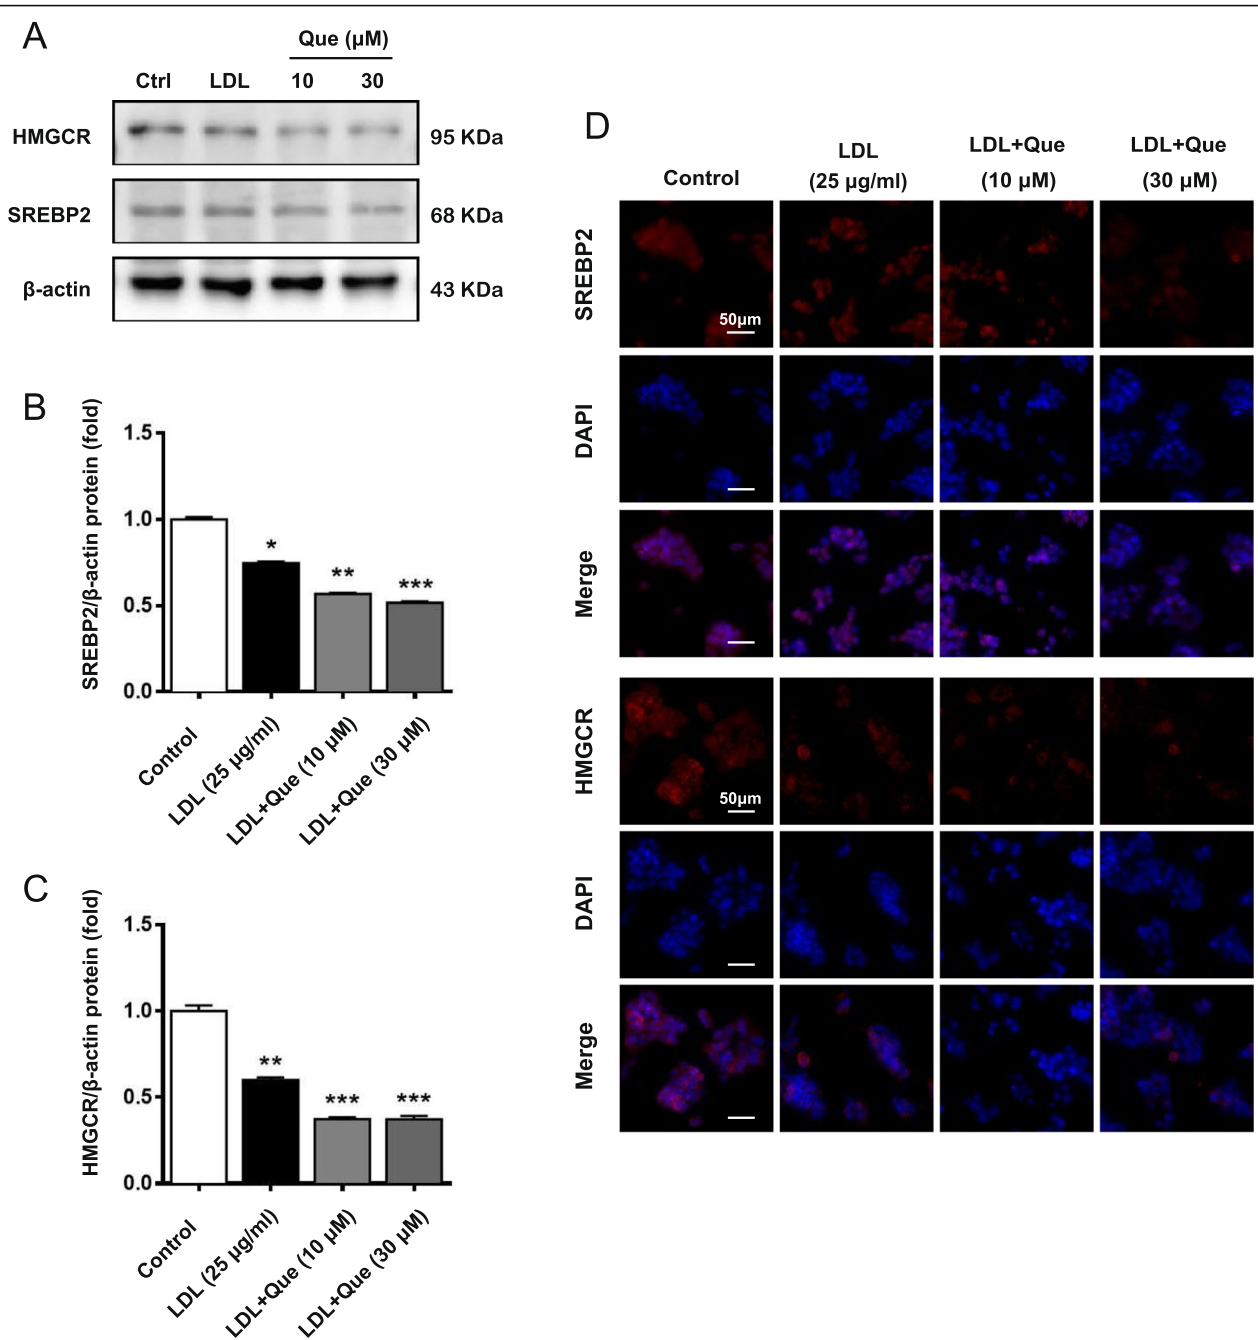 A
Que (μM)
Ctrl LDL 10 30
HMGCR 95 KDa
SREBP2 68 KDa
β-actin 43 KDa
B
SREBP2/β-actin protein (fold)
1.5
1.0
0.5
0.0
*
**
***
Control
LDL (25 μg/ml)
LDL+Que (10 μM)
LDL+Que (30 μM)
C
HMGCR/β-actin protein (fold)
1.5
1.0
0.5
0.0
**
***
***
Control
LDL (25 μg/ml)
LDL+Que (10 μM)
LDL+Que (30 μM)
D
Control
LDL
(25 μg/ml)
LDL+Que
(10 μM)
LDL+Que
(30 μM)
SREBP2
50μm
DAPI
Merge
HMGCR
50μm
DAPI
Merge